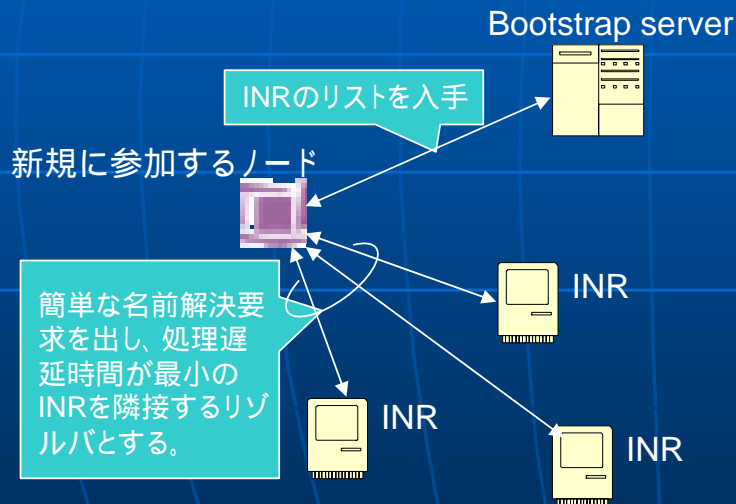 Bootstrap server
INRのリストを入手
新規に参加するノード
INR
簡単な名前解決要
求を出し、処理遅
延時間が最小の
INRを隣接するリゾ
ルバとする。
INR
INR